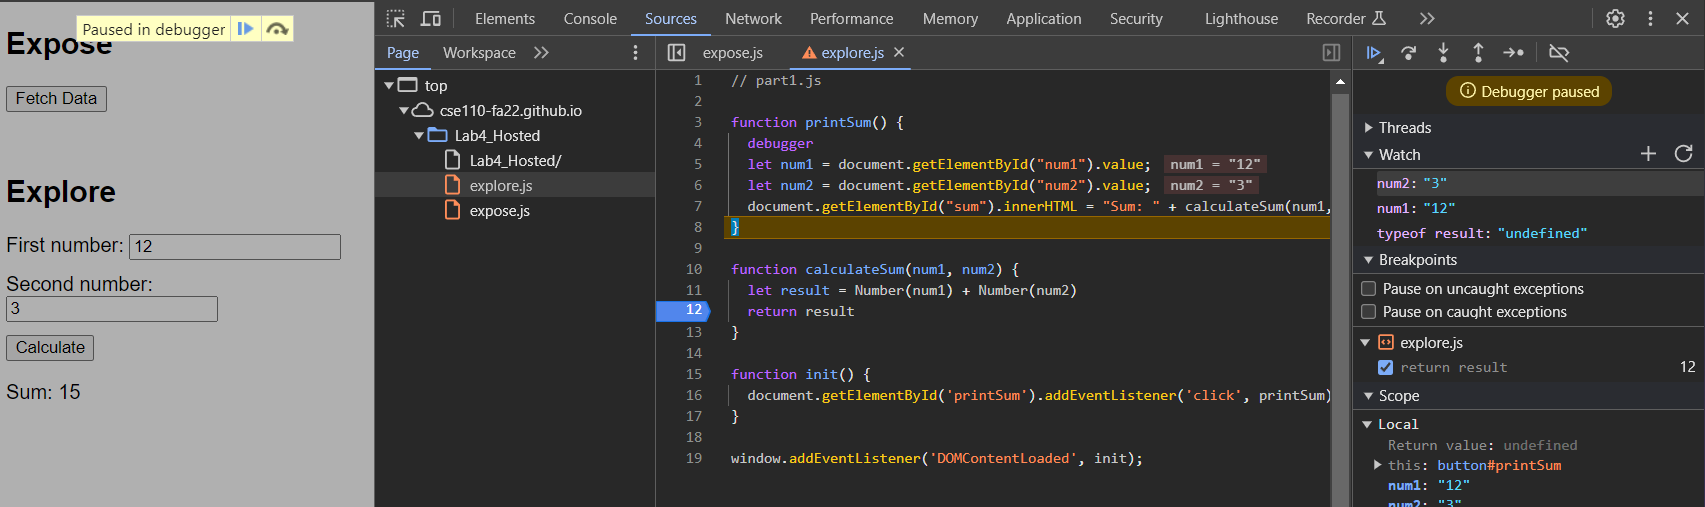 Paused in debugger
Expose
Fetch Data
Explore
First number: 12
Second number:
3
Calculate
Sum: 15
Elements Console Sources Network Performance Memory Application Security Lighthouse Recorder
Page Workspace
top
cse110-fa22.github.io
Lab4_Hosted
Lab4_Hosted/
explore.js
expose.js
expose.js explore.js
1 // part1.js
2
3 function printSum() {
4 debugger
5 let num1 = document.getElementById("num1").value; num1 = "12"
6 let num2 = document.getElementById("num2").value; num2 = "3"
7 document.getElementById("sum").innerHTML = "Sum: " + calculateSum(num1,
8 }
9
10 function calculateSum(num1, num2) {
11 let result = Number(num1) + Number(num2)
12 return result
13 }
14
15 function init() {
16 document.getElementById('printSum').addEventListener('click', printSum)
17 }
18
19 window.addEventListener('DOMContentLoaded', init);
Debugger paused
Threads
Watch
num2: "3"
num1: "12"
typeof result: "undefined"
Breakpoints
Pause on uncaught exceptions
Pause on caught exceptions
explore.js
return result 12
Scope
Local
Return value: undefined
this: button#printSum
num1: "12"
num2: "3"